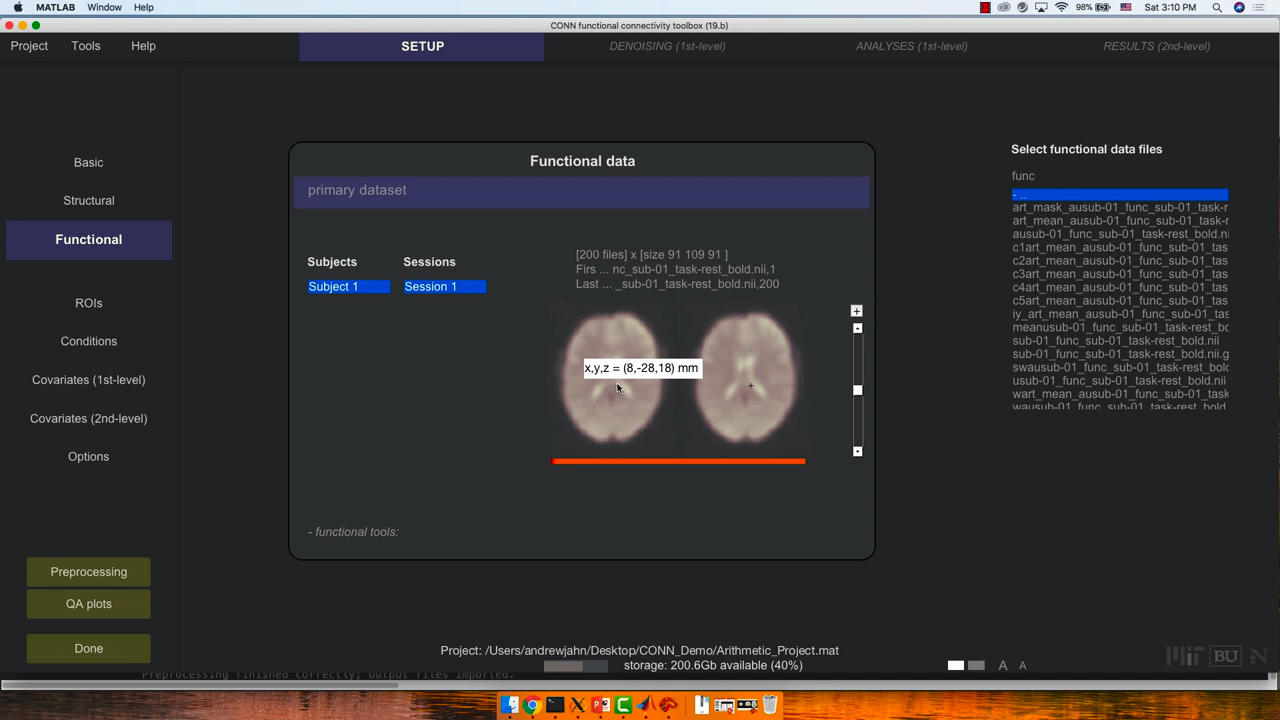 MATLAB Window Help 98% Sat 3:10 PM
CONN functional connectivity toolbox (19.b)
Project Tools Help SETUP DENOISING (1st-level) ANALYSES (1st-level) RESULTS (2nd-level)
Basic
Structural
Functional
ROIs
Conditions
Covariates (1st-level)
Covariates (2nd-level)
Options
Preprocessing
QA plots
Done
Functional data
primary dataset
Subjects Sessions
Subject 1 Session 1
[200 files] x [size 91 109 91 ]
Firs ... nc_sub-01_task-rest_bold.nii,1
Last ... _sub-01_task-rest_bold.nii,200
x,y,z = (8,-28,18) mm
- functional tools:
Select functional data files
func
- ..
art_mask_ausub-01_func_sub-01_task-r
art_mean_ausub-01_func_sub-01_task-r
ausub-01_func_sub-01_task-rest_bold.ni
c1art_mean_ausub-01_func_sub-01_tas
c2art_mean_ausub-01_func_sub-01_tas
c3art_mean_ausub-01_func_sub-01_tas
c4art_mean_ausub-01_func_sub-01_tas
c5art_mean_ausub-01_func_sub-01_tas
iy_art_mean_ausub-01_func_sub-01_tas
meanusub-01_func_sub-01_task-rest_bo
sub-01_func_sub-01_task-rest_bold.nii
sub-01_func_sub-01_task-rest_bold.nii.g
swausub-01_func_sub-01_task-rest_bol
usub-01_func_sub-01_task-rest_bold.nii
wart_mean_ausub-01_func_sub-01_task
wausub-01_func_sub-01_task-rest_bold
Project: /Users/andrewjahn/Desktop/CONN_Demo/Arithmetic_Project.mat
storage: 200.6Gb available (40%)
A A
MIT BU N
Preprocessing finished correctly; Output files imported.